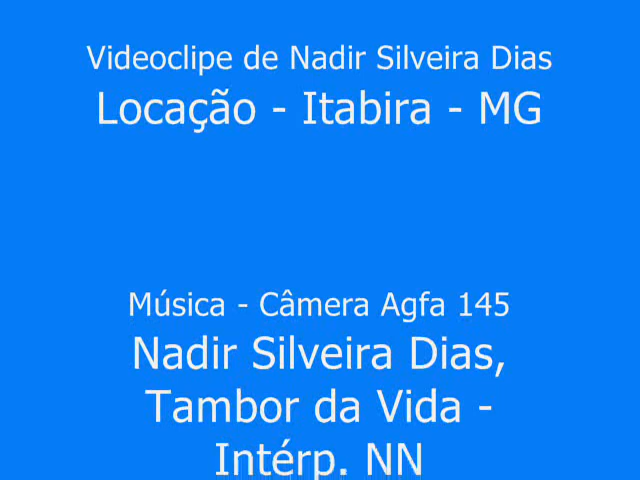 Videoclipe de Nadir Silveira Dias
Locação - Itabira - MG
Música - Câmera Agfa 145
Nadir Silveira Dias,
Tambor da Vida -
Intérp. NN